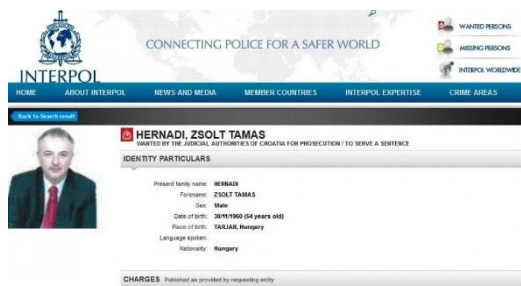 CONNECTING POLICE FOR A SAFER WORLD
WANTED PERSONS
MISSING PERSONS
INTERPOL WORLDWIDE
INTERPOL
HOME ABOUT INTERPOL NEWS AND MEDIA MEMBER COUNTRIES INTERPOL EXPERTISE CRIME AREAS
Back to Search result
HERNADI, ZSOLT TAMAS
WANTED BY THE JUDICIAL AUTHORITIES OF CROATIA FOR PROSECUTION / TO SERVE A SENTENCE
IDENTITY PARTICULARS
Present family name: HERNADI
Forename: ZSOLT TAMAS
Sex: Male
Date of birth: 30/11/1960 (54 years old)
Place of birth: TARJAN, Hungary
Language spoken:
Nationality: Hungary
CHARGES Published as provided by requesting entity